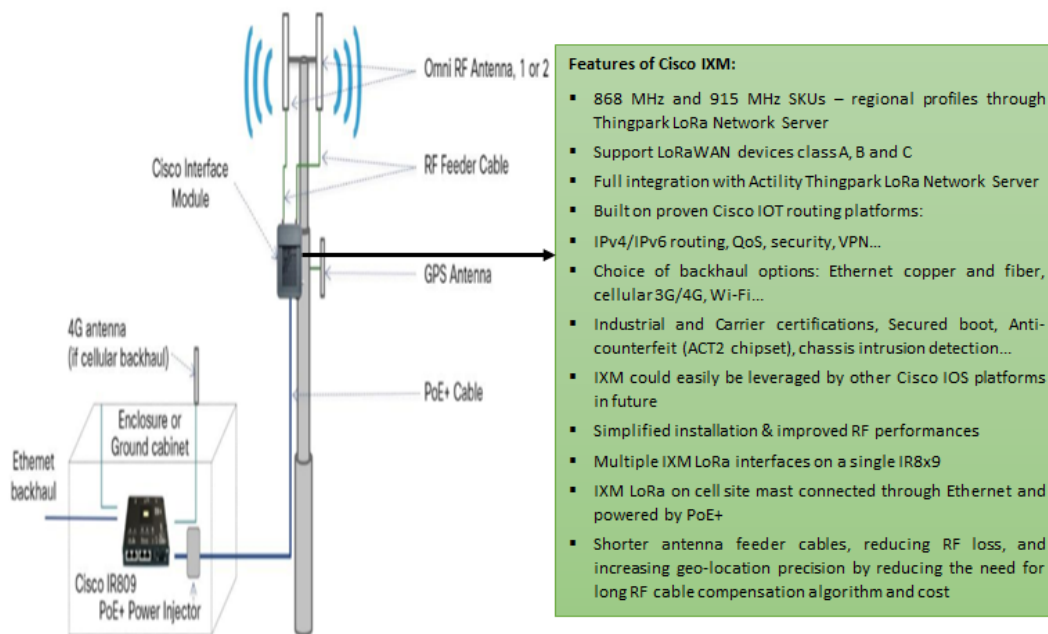 Omni RF Antenna, 1 or 2
Cisco Interface
Module
RF Feeder Cable
GPS Antenna
4G antenna
(if cellular backhaul)
PoE+ Cable
Enclosure or
Ground cabinet
Ethernet
backhaul
Cisco IR809
PoE+ Power Injector
Features of Cisco IXM:
▪ 868 MHz and 915 MHz SKUs – regional profiles through
Thingpark LoRa Network Server
▪ Support LoRaWAN devices class A, B and C
▪ Full integration with Actility Thingpark LoRa Network Server
▪ Built on proven Cisco IOT routing platforms:
▪ IPv4/IPv6 routing, QoS, security, VPN...
▪ Choice of backhaul options: Ethernet copper and fiber,
cellular 3G/4G, Wi-Fi...
▪ Industrial and Carrier certifications, Secured boot, Anti-
counterfeit (ACT2 chipset), chassis intrusion detection...
▪ IXM could easily be leveraged by other Cisco IOS platforms
in future
▪ Simplified installation & improved RF performances
▪ Multiple IXM LoRa interfaces on a single IR8x9
▪ IXM LoRa on cell site mast connected through Ethernet and
powered by PoE+
▪ Shorter antenna feeder cables, reducing RF loss, and
increasing geo-location precision by reducing the need for
long RF cable compensation algorithm and cost